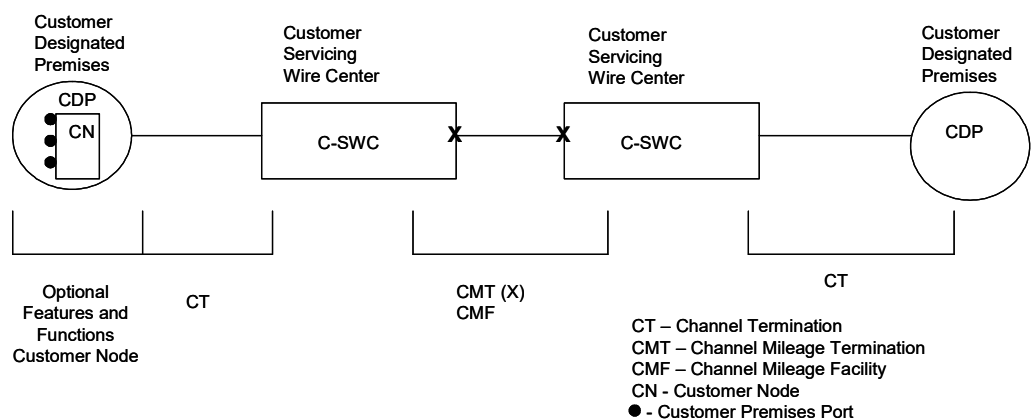 Customer
Designated
Premises
Customer
Servicing
Wire Center
Customer
Servicing
Wire Center
Customer
Designated
Premises
CDP
CN
C-SWC
X
X
C-SWC
CDP
Optional
Features and
Functions
Customer Node
CT
CMT (X)
CMF
CT
CT – Channel Termination
CMT – Channel Mileage Termination
CMF – Channel Mileage Facility
CN - Customer Node
● - Customer Premises Port